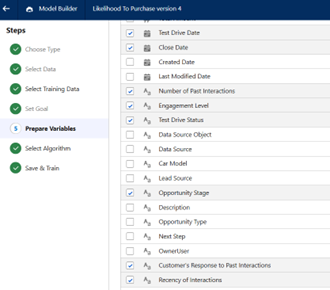 Model Builder
Likelihood To Purchase version 4
Steps
Choose Type
Select Data
Select Training Data
Set Goal
5 Prepare Variables
Select Algorithm
Save & Train
Test Drive Date
Close Date
Created Date
Last Modified Date
Number of Past Interactions
Engagement Level
Test Drive Status
Data Source Object
Data Source
Car Model
Lead Source
Opportunity Stage
Description
Opportunity Type
Next Step
OwnerUser
Customer's Response to Past Interactions
Recency of Interactions